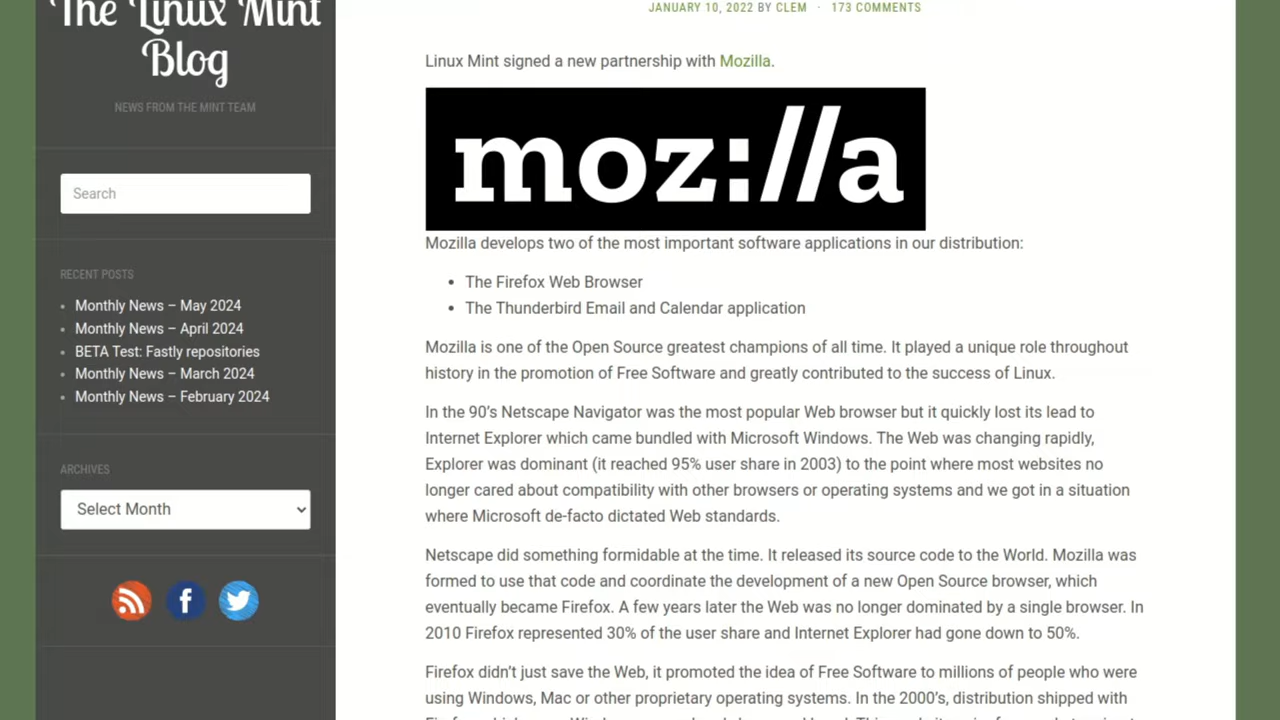 The Linux Mint
Blog
NEWS FROM THE MINT TEAM
Search
RECENT POSTS
Monthly News – May 2024
Monthly News – April 2024
BETA Test: Fastly repositories
Monthly News – March 2024
Monthly News – February 2024
ARCHIVES
Select Month
JANUARY 10, 2022 BY CLEM · 173 COMMENTS
Linux Mint signed a new partnership with Mozilla.
moz://a
Mozilla develops two of the most important software applications in our distribution:
• The Firefox Web Browser
• The Thunderbird Email and Calendar application
Mozilla is one of the Open Source greatest champions of all time. It played a unique role throughout
history in the promotion of Free Software and greatly contributed to the success of Linux.
In the 90's Netscape Navigator was the most popular Web browser but it quickly lost its lead to
Internet Explorer which came bundled with Microsoft Windows. The Web was changing rapidly,
Explorer was dominant (it reached 95% user share in 2003) to the point where most websites no
longer cared about compatibility with other browsers or operating systems and we got in a situation
where Microsoft de-facto dictated Web standards.
Netscape did something formidable at the time. It released its source code to the World. Mozilla was
formed to use that code and coordinate the development of a new Open Source browser, which
eventually became Firefox. A few years later the Web was no longer dominated by a single browser. In
2010 Firefox represented 30% of the user share and Internet Explorer had gone down to 50%.
Firefox didn't just save the Web, it promoted the idea of Free Software to millions of people who were
using Windows, Mac or other proprietary operating systems. In the 2000's, distribution shipped with